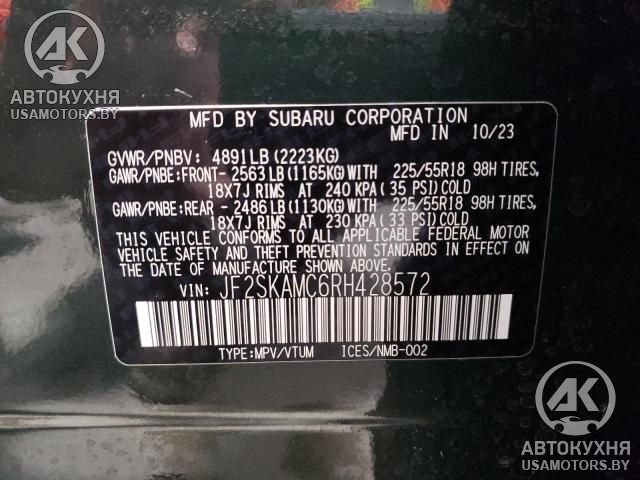 АК
АВТОКУХНЯ
USAMOTORS.BY
MFD BY SUBARU CORPORATION
MFD IN 10/23
GVWR/PNBV: 4891LB(2223KG)
GAWR/PNBE:FRONT- 2563LB(1165KG)WITH 225/55R18 98H TIRES,
18X7J RIMS AT 240 KPA(35 PSI)COLD
GAWR/PNBE:REAR - 2486LB(1130KG)WITH 225/55R18 98H TIRES,
18X7J RIMS AT 230 KPA(33 PSI)COLD
THIS VEHICLE CONFORMS TO ALL APPLICABLE FEDERAL MOTOR
VEHICLE SAFETY AND THEFT PREVENTION STANDARDS IN EFFECT ON
THE DATE OF MANUFACTURE SHOWN ABOVE.
VIN: JF2SKAMC6RH428572
TYPE:MPV/VTUM ICES/NMB-002
АК
АВТОКУХНЯ
USAMOTORS.BY